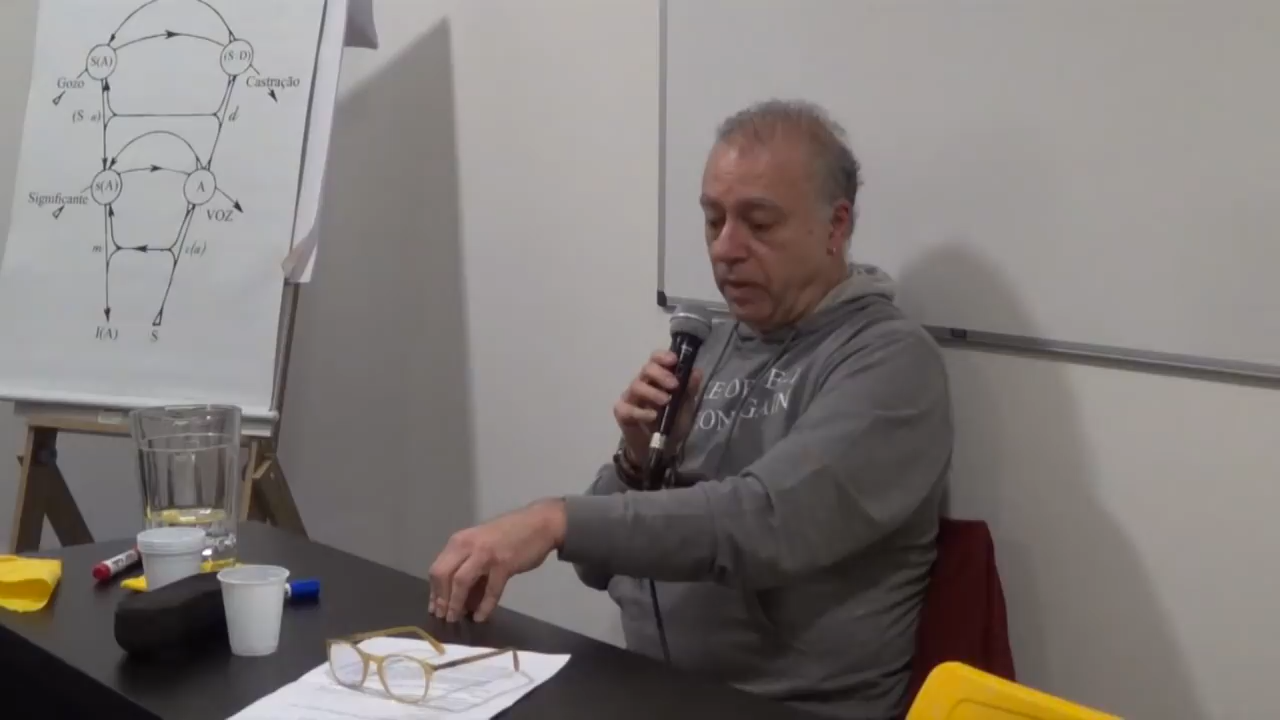 S(A) (S D)
Gozo Castração
(S a) d
s(A) A
Significante VOZ
m i(a)
I(A) S